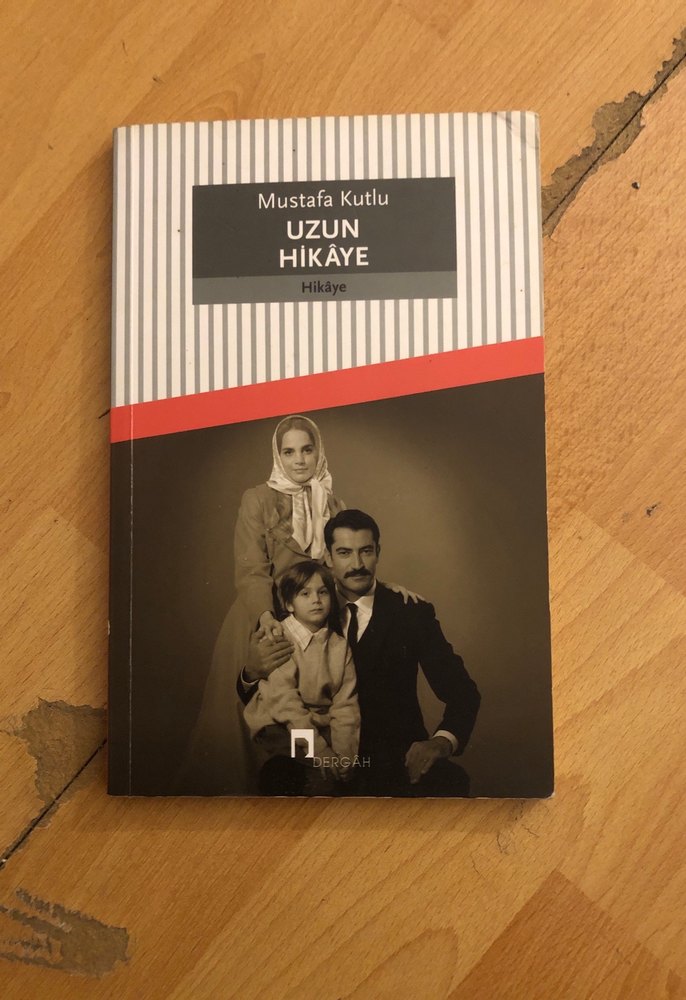 Mustafa Kutlu
UZUN
HİKÂYE
Hikâye
DERGÂH